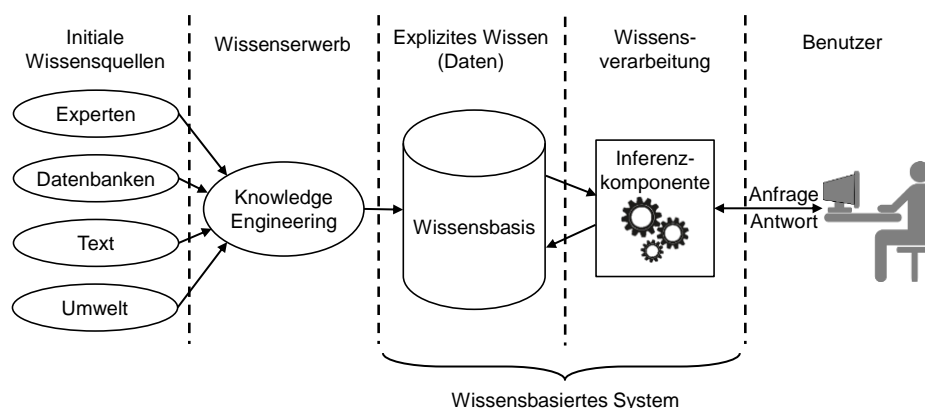 Initiale
Wissensquellen
Wissenserwerb
Explizites Wissen
(Daten)
Wissens-
verarbeitung
Benutzer
Experten
Datenbanken
Text
Umwelt
Knowledge
Engineering
Wissensbasis
Inferenz-
komponente
Anfrage
Antwort
Wissensbasiertes System